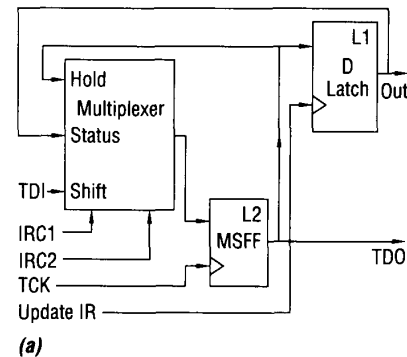 L1
D
Latch
Out
Hold
Multiplexer
Status
TDI
Shift
L2
MSFF
IRC1
IRC2
TCK
Update IR
TDO
(a)